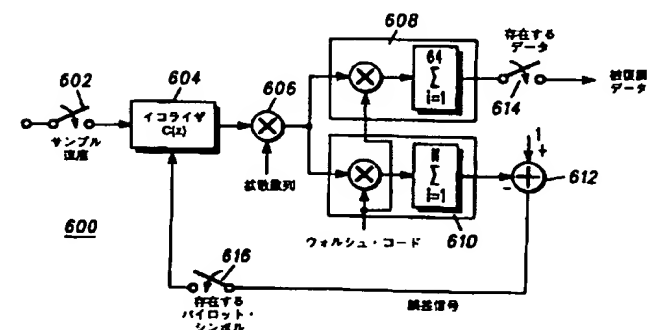 608
存在する
データ
602
604
606
64
Σ
i=1
614
被復調
データ
イコライザ
C(z)
サンプル
速度
拡散数列
N
Σ
i=1
1
+
-
612
ウォルシュ・コード
610
600
616
存在する
パイロット・
シンボル
誤差信号